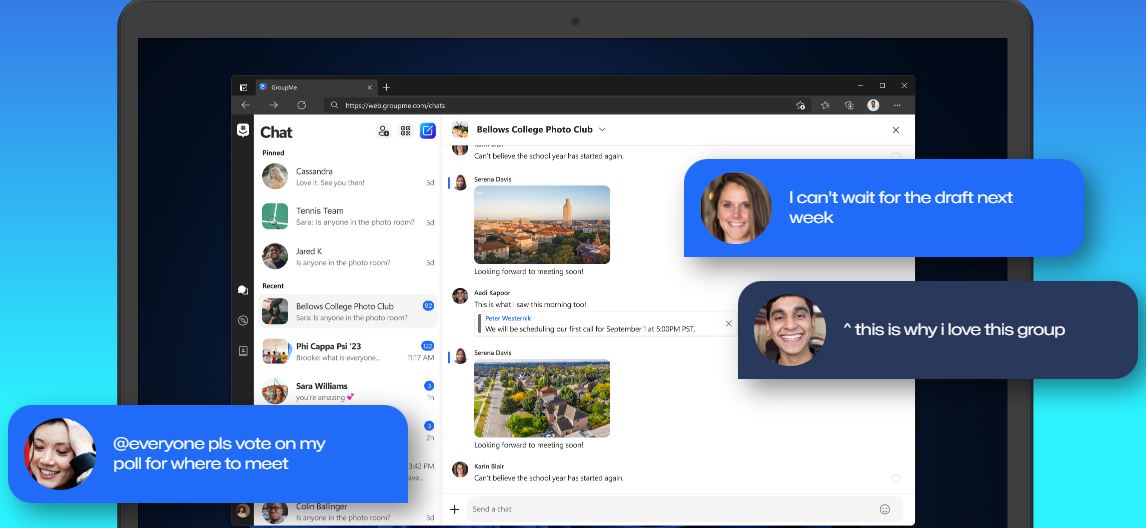 GroupMe
https://web.groupme.com/chats
Chat
Pinned
Cassandra
Love it. See you then!
3d
Tennis Team
Sara: Is anyone in the photo room?
3d
Jared K
Is anyone in the photo room?
3d
Recent
Bellows College Photo Club
92
Sara: Is anyone in the photo room?
Phi Cappa Psi '23
122
Brooke: what is everyone...
11:17 AM
Sara Williams
3
you're amazing 💕
1h
3
2h
3:42 PM
ave...
Colin Ballinger
Is anyone in the photo room?
3d
Bellows College Photo Club
Karin Blair
Can't believe the school year has started again.
Serena Davis
Looking forward to meeting soon!
Aadi Kapoor
This is what i saw this morning too!
Peter Westernik
We will be scheduling our first call for September 1 at 5:00PM PST.
Serena Davis
Looking forward to meeting soon!
Karin Blair
Can't believe the school year has started again.
Send a chat
I can't wait for the draft next
week
^ this is why i love this group
@everyone pls vote on my
poll for where to meet